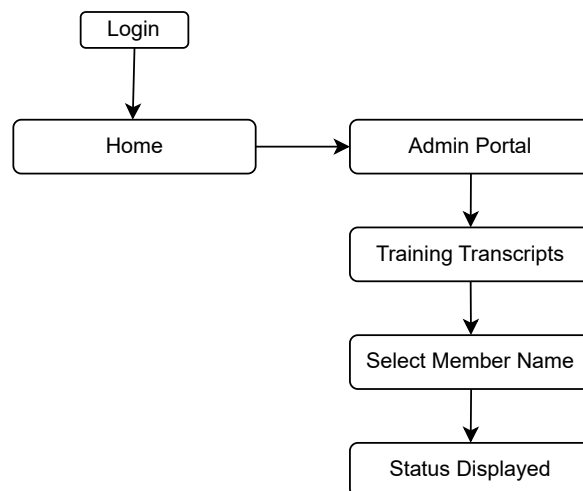 Login
Home
Admin Portal
Training Transcripts
Select Member Name
Status Displayed